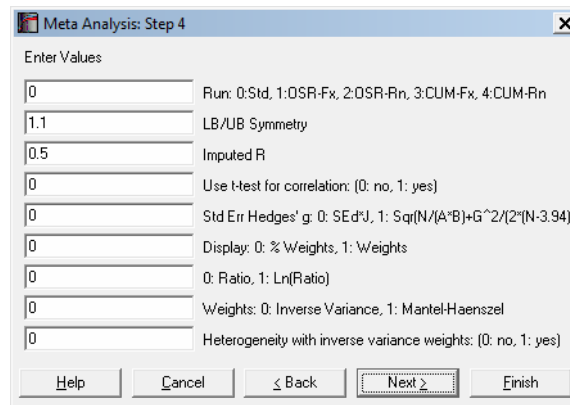 Meta Analysis: Step 4
Enter Values
0 Run: 0:Std, 1:OSR-Fx, 2:OSR-Rn, 3:CUM-Fx, 4:CUM-Rn
1.1 LB/UB Symmetry
0.5 Imputed R
0 Use t-test for correlation: (0: no, 1: yes)
0 Std Err Hedges' g: 0: SEd*J, 1: Sqr(N/(A*B)+G^2/(2*(N-3.94)
0 Display: 0: % Weights, 1: Weights
0 0: Ratio, 1: Ln(Ratio)
0 Weights: 0: Inverse Variance, 1: Mantel-Haenszel
0 Heterogeneity with inverse variance weights: (0: no, 1: yes)
Help Cancel < Back Next > Finish